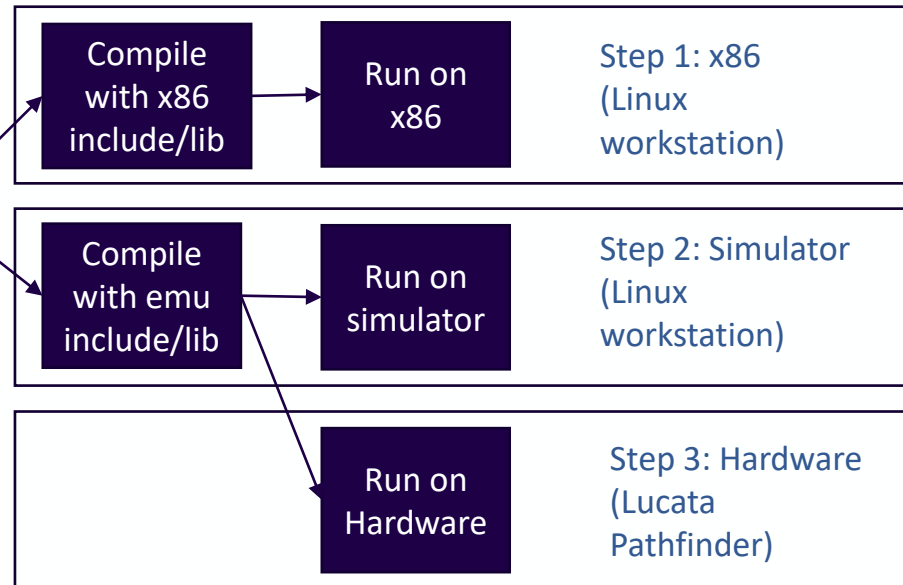 Compile
with x86
include/lib
Run on
x86
Step 1: x86
(Linux
workstation)
Compile
with emu
include/lib
Run on
simulator
Step 2: Simulator
(Linux
workstation)
Run on
Hardware
Step 3: Hardware
(Lucata
Pathfinder)